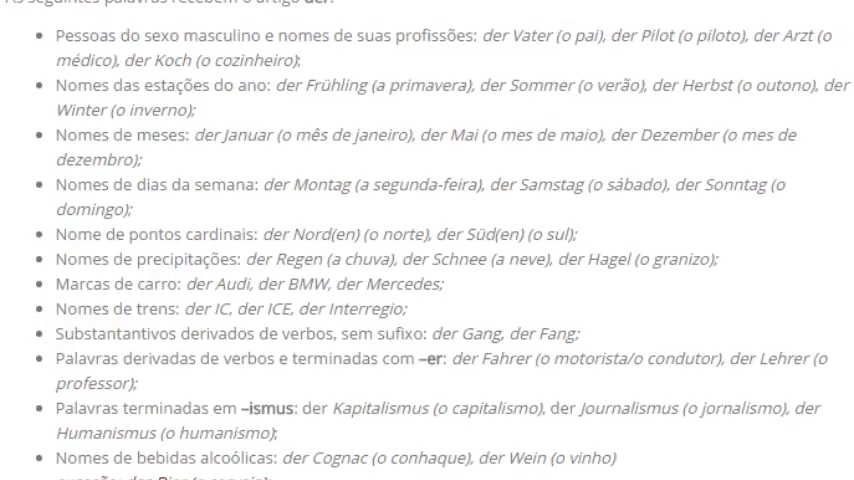 As seguintes palavras recebem o artigo der:
Pessoas do sexo masculino e nomes de suas profissões: der Vater (o pai), der Pilot (o piloto), der Arzt (o
médico), der Koch (o cozinheiro);
Nomes das estações do ano: der Frühling (a primavera), der Sommer (o verão), der Herbst (o outono), der
Winter (o inverno);
Nomes de meses: der Januar (o mês de janeiro), der Mai (o mes de maio), der Dezember (o mes de
dezembro);
Nomes de dias da semana: der Montag (a segunda-feira), der Samstag (o sábado), der Sonntag (o
domingo);
Nome de pontos cardinais: der Nord(en) (o norte), der Süd(en) (o sul);
Nomes de precipitações: der Regen (a chuva), der Schnee (a neve), der Hagel (o granizo);
Marcas de carro: der Audi, der BMW, der Mercedes;
Nomes de trens: der IC, der ICE, der Interregio;
Substantantivos derivados de verbos, sem sufixo: der Gang, der Fang;
Palavras derivadas de verbos e terminadas com –er: der Fahrer (o motorista/o condutor), der Lehrer (o
professor);
Palavras terminadas em –ismus: der Kapitalismus (o capitalismo), der Journalismus (o jornalismo), der
Humanismus (o humanismo);
Nomes de bebidas alcoólicas: der Cognac (o conhaque), der Wein (o vinho)